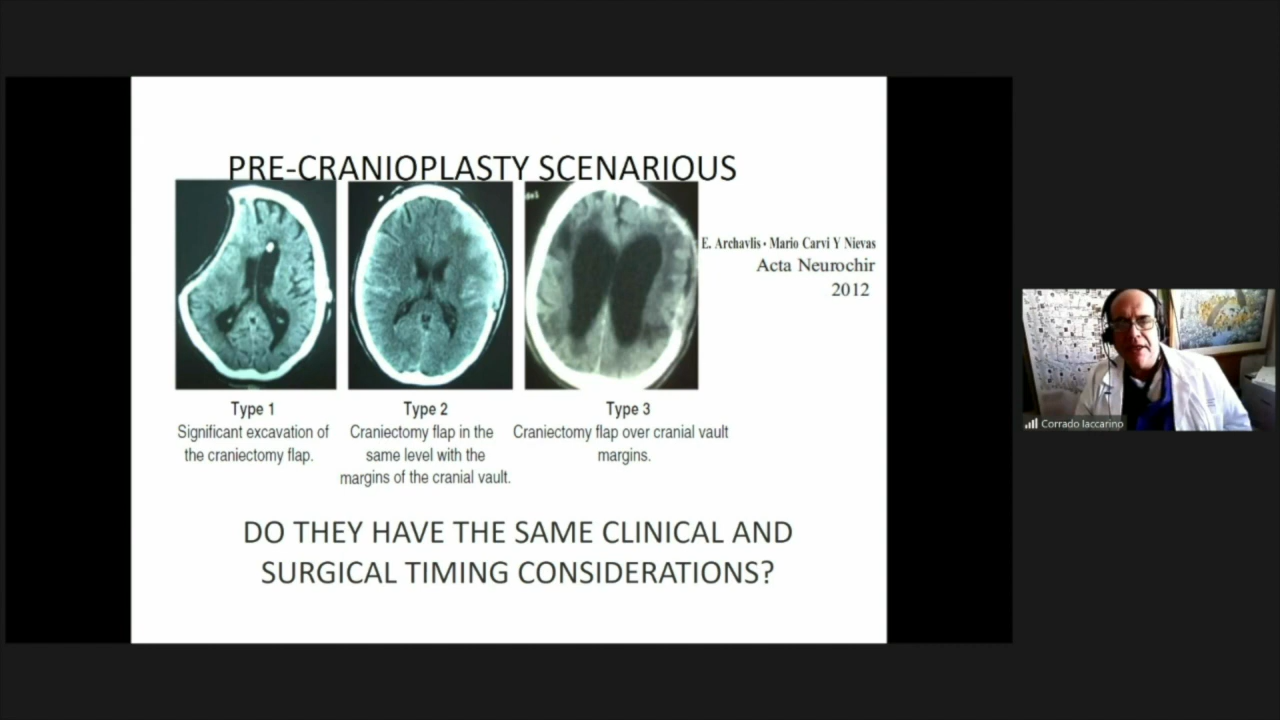 PRE-CRANIOPLASTY SCENARIOUS
E. Archavlis • Mario Carvi Y Nievas
Acta Neurochir
2012
Type 1
Significant excavation of
the craniectomy flap.
Type 2
Craniectomy flap in the
same level with the
margins of the cranial vault.
Type 3
Craniectomy flap over cranial vault
margins.
DO THEY HAVE THE SAME CLINICAL AND
SURGICAL TIMING CONSIDERATIONS?
Corrado Iaccarino